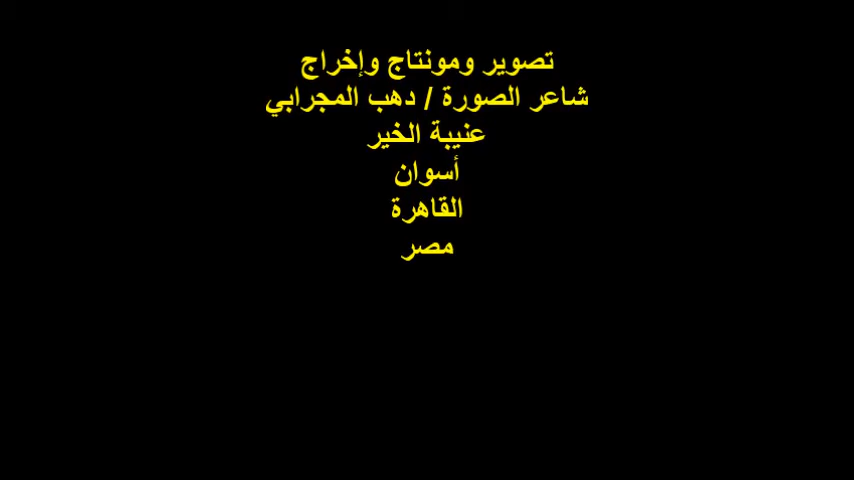 تصوير ومونتاج وإخراج
شاعر الصورة / دهب المجرابي
عنيبة الخير
أسوان
القاهرة
مصر